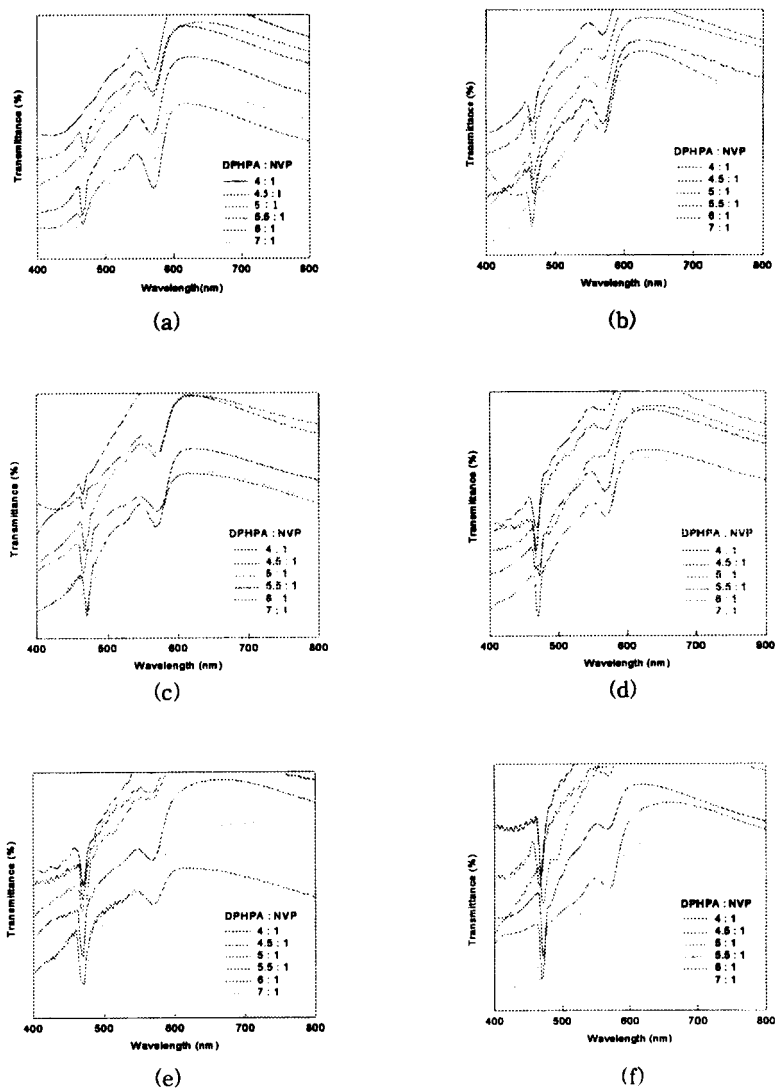 Transmittance (%)
DPHPA : NVP
4 : 1
4.5 : 1
5 : 1
5.5 : 1
6 : 1
7 : 1
400 500 600 700 800
Wavelength(nm)
(a)
Transmittance (%)
DPHPA : NVP
4 : 1
4.5 : 1
5 : 1
5.5 : 1
6 : 1
7 : 1
400 500 600 700 800
Wavelength (nm)
(b)
Transmittance (%)
DPHPA : NVP
4 : 1
4.5 : 1
5 : 1
5.5 : 1
6 : 1
7 : 1
400 500 600 700 800
Wavelength (nm)
(c)
Transmittance (%)
DPHPA : NVP
4 : 1
4.5 : 1
5 : 1
5.5 : 1
6 : 1
7 : 1
400 500 600 700 800
Wavelength (nm)
(d)
Transmittance (%)
DPHPA : NVP
4 : 1
4.5 : 1
5 : 1
5.5 : 1
6 : 1
7 : 1
400 500 600 700 800
Wavelength (nm)
(e)
Transmittance (%)
DPHPA : NVP
4 : 1
4.5 : 1
5 : 1
5.5 : 1
6 : 1
7 : 1
400 500 600 700 800
Wavelength (nm)
(f)